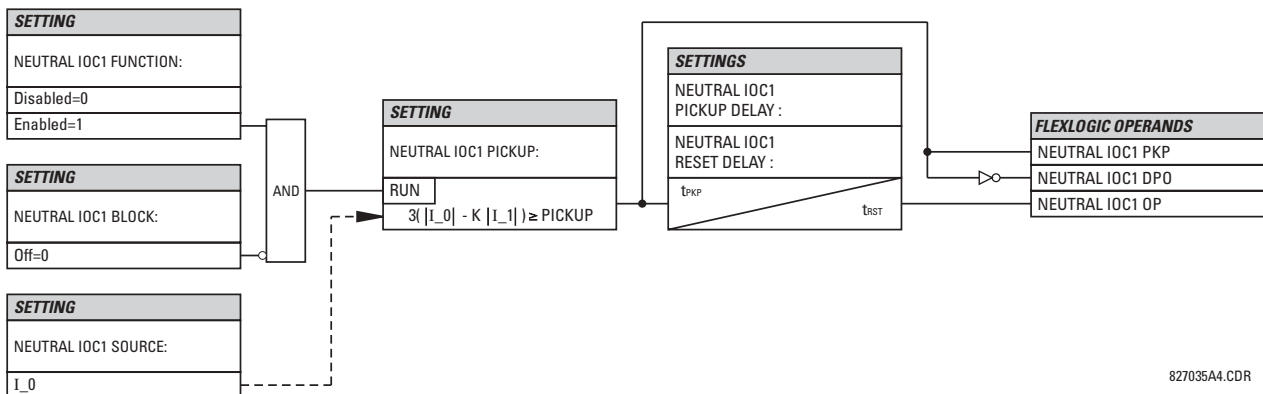 SETTING
NEUTRAL IOC1 FUNCTION:
Disabled=0
Enabled=1
SETTING
NEUTRAL IOC1 BLOCK:
Off=0
SETTING
NEUTRAL IOC1 SOURCE:
I_0
AND
SETTING
NEUTRAL IOC1 PICKUP:
RUN
3( |I_0| - K |I_1| ) ≥ PICKUP
SETTINGS
NEUTRAL IOC1
PICKUP DELAY :
NEUTRAL IOC1
RESET DELAY :
tPKP
tRST
FLEXLOGIC OPERANDS
NEUTRAL IOC1 PKP
NEUTRAL IOC1 DPO
NEUTRAL IOC1 OP
827035A4.CDR